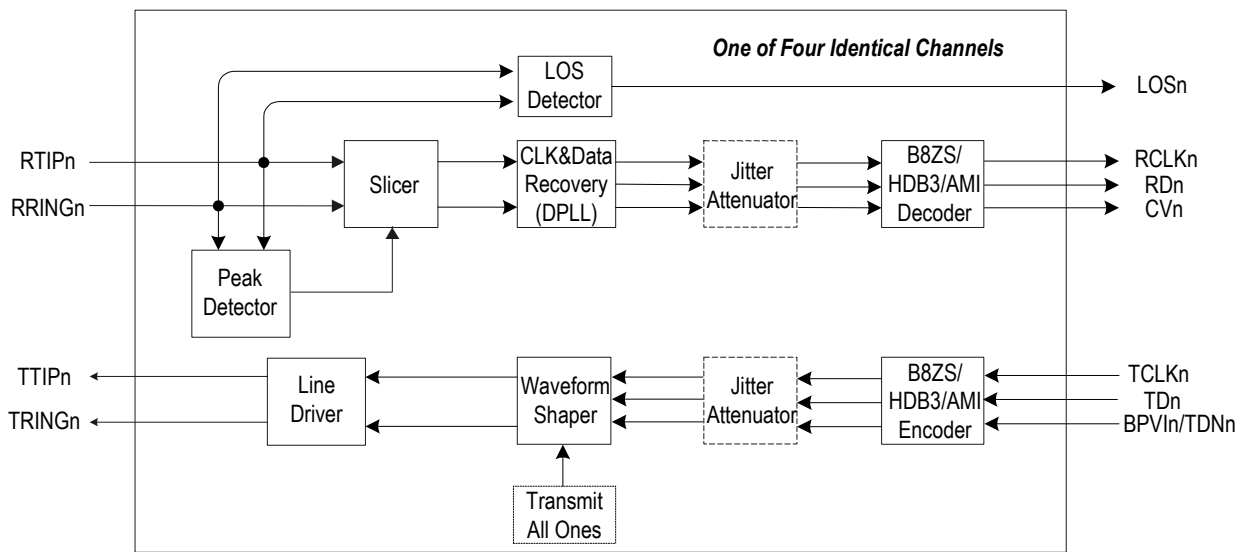 One of Four Identical Channels
LOS
Detector
LOSn
RTIPn
RRINGn
Slicer
CLK&Data
Recovery
(DPLL)
Jitter
Attenuator
B8ZS/
HDB3/AMI
Decoder
RCLKn
RDn
CVn
Peak
Detector
TTIPn
TRINGn
Line
Driver
Waveform
Shaper
Jitter
Attenuator
B8ZS/
HDB3/AMI
Encoder
TCLKn
TDn
BPVIn/TDNn
Transmit
All Ones